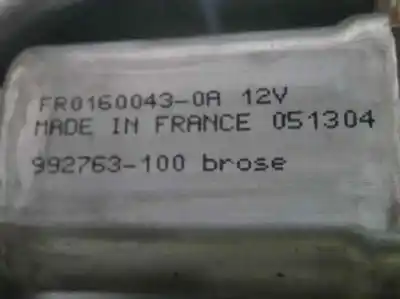 FR0160043-0A 12V
MADE IN FRANCE 051304
992763-100 brose